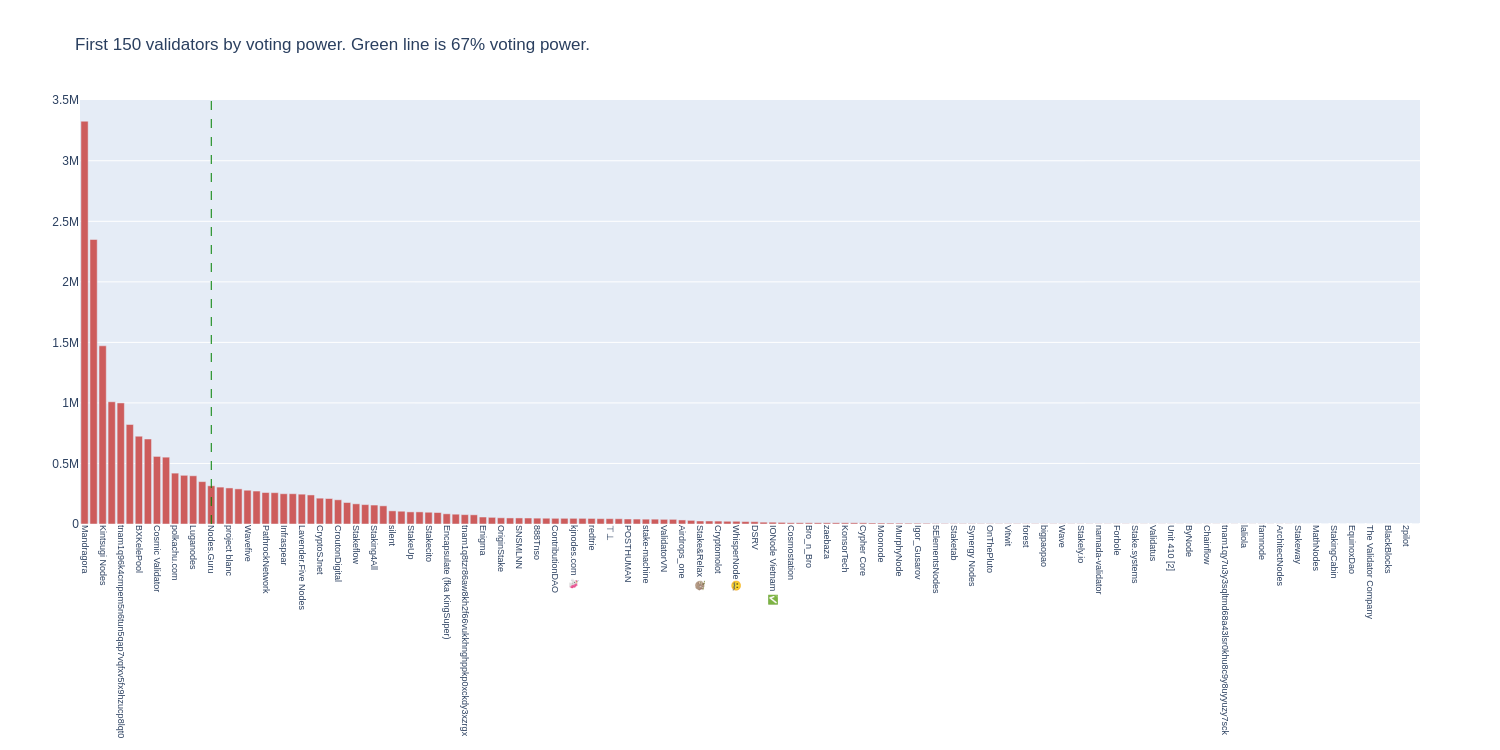 First 150 validators by voting power. Green line is 67% voting power.
3.5M
3M
2.5M
2M
1.5M
1M
0.5M
0
Mandragora
Kintsugi Nodes
BXKelePool
Cosmic Validator
polkachu.com
Luganodes
Nodes.Guru
project blanc
Wavefive
PathrockNetwork
Infraspear
Lavender.Five Nodes
CryptoSJnet
CroutonDigital
Stakeflow
Staking4All
silent
StakeUp
Stakecito
Encapsulate (fka KingSuper)
Enigma
OriginStake
SNSMLNN
888Tnso
ContributionDAO
kjnodes.com 🦄
redtrie
POSTHUMAN
stake-machine
ValidatorVN
Airdrops_one
Stake&Relax 🦥
Cryptomolot
WhisperNode🤐
DSRV
IONode Vietnam ✅
Cosmostation
Bro_n_Bro
zaebaza
KonsorTech
Cypher Core
Moonode
MurphyNode
Igor_Gusarov
5ElementsNodes
Staketab
Synergy Nodes
OnThePluto
Vitwit
forest
bigpaopao
Wave
Stakely.io
namada-validator
Forbole
Stake.systems
Validatus
Unit 410 [2]
ByNode
Chainflow
laliola
famnode
ArchitectNodes
Stakeway
MathNodes
StakingCabin
EquinoxDao
The Validator Company
BlackBlocks
2pilot